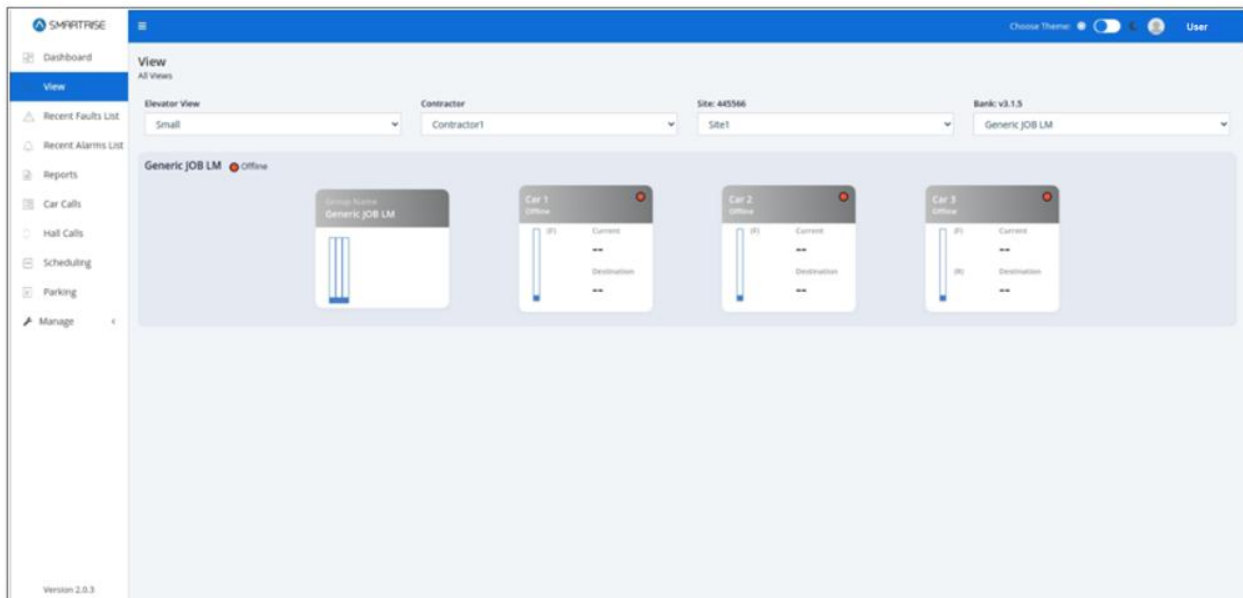 SMARTRISE
Choose Theme:
User
Dashboard
View
Recent Faults List
Recent Alarms List
Reports
Car Calls
Hall Calls
Scheduling
Parking
Manage
Version 2.0.3
View
All Views
Elevator View
Small
Contractor
Contractor1
Site: 445566
Site1
Bank: v3.1.5
Generic JOB LM
Generic JOB LM Offline
Group Name
Generic JOB LM
Car 1
Offline
(F) Current
--
Destination
--
Car 2
Offline
(F) Current
--
Destination
--
Car 3
Offline
(F) Current
--
(R) Destination
--